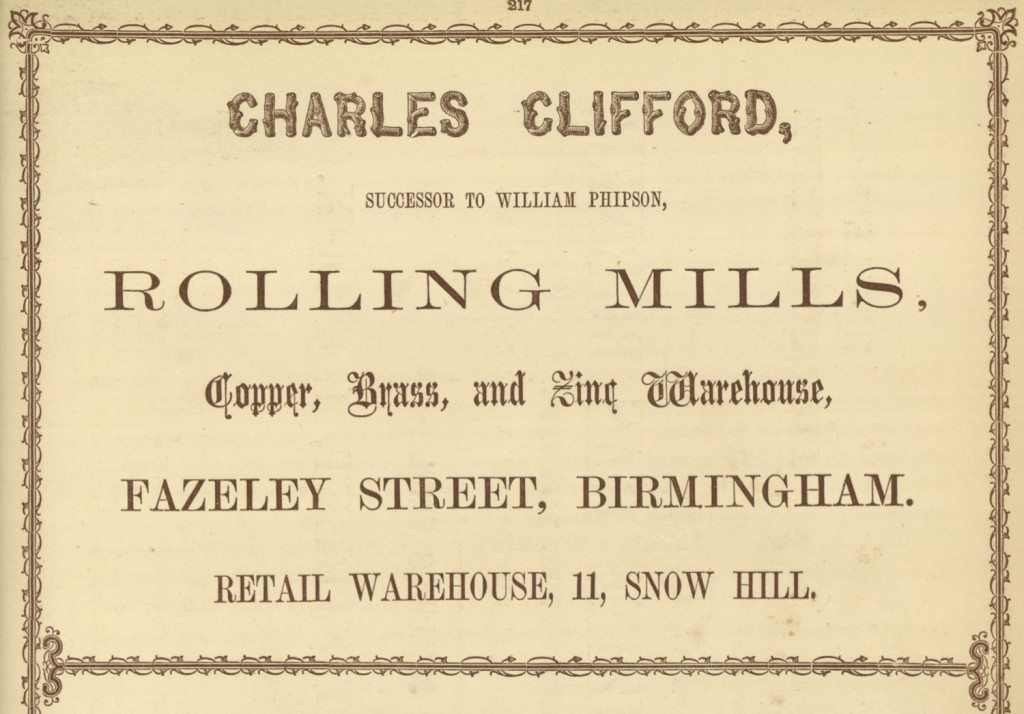 217
CHARLES CLIFFORD,
SUCCESSOR TO WILLIAM PHIPSON,
ROLLING MILLS,
Copper, Brass, and Zinc Warehouse,
FAZELEY STREET, BIRMINGHAM.
RETAIL WAREHOUSE, 11, SNOW HILL.